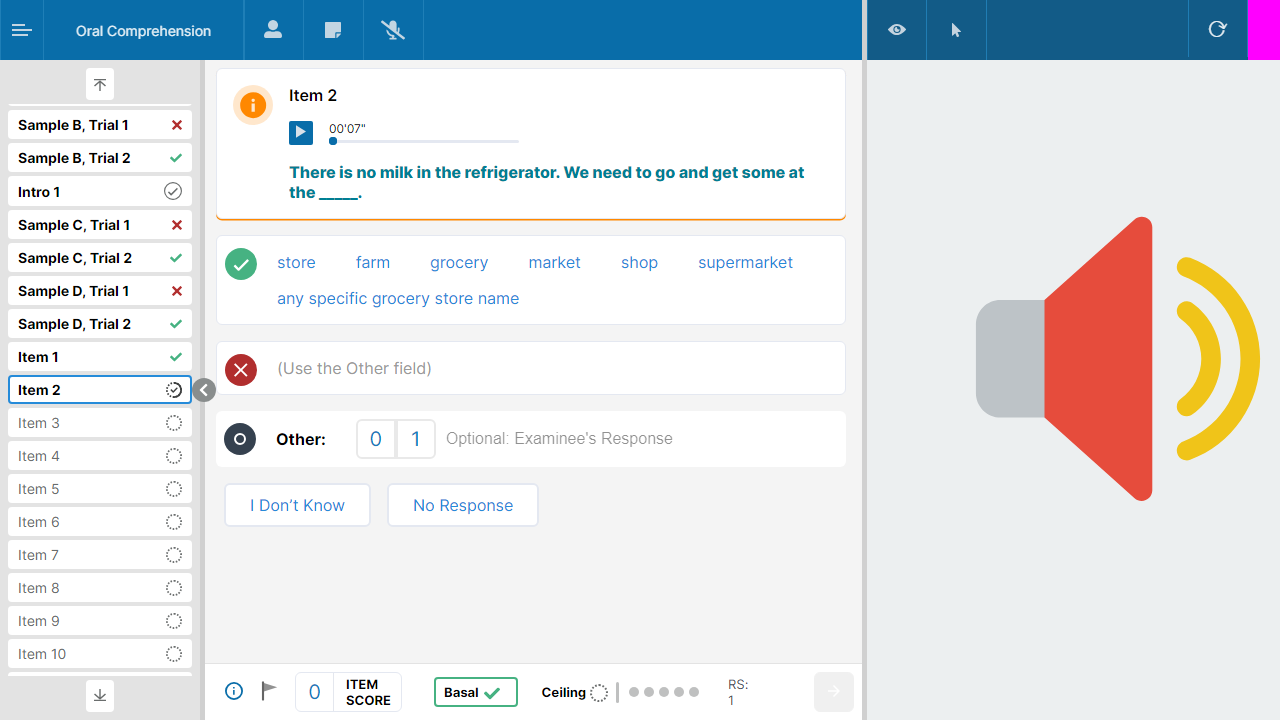 Oral Comprehension
Sample B, Trial 1
Sample B, Trial 2
Intro 1
Sample C, Trial 1
Sample C, Trial 2
Sample D, Trial 1
Sample D, Trial 2
Item 1
Item 2
Item 3
Item 4
Item 5
Item 6
Item 7
Item 8
Item 9
Item 10
Item 2
00'07"
There is no milk in the refrigerator. We need to go and get some at
the _____.
store farm grocery market shop supermarket
any specific grocery store name
(Use the Other field)
Other: 0 1 Optional: Examinee's Response
I Don’t Know No Response
0 ITEM
SCORE
Basal
Ceiling
RS:
1